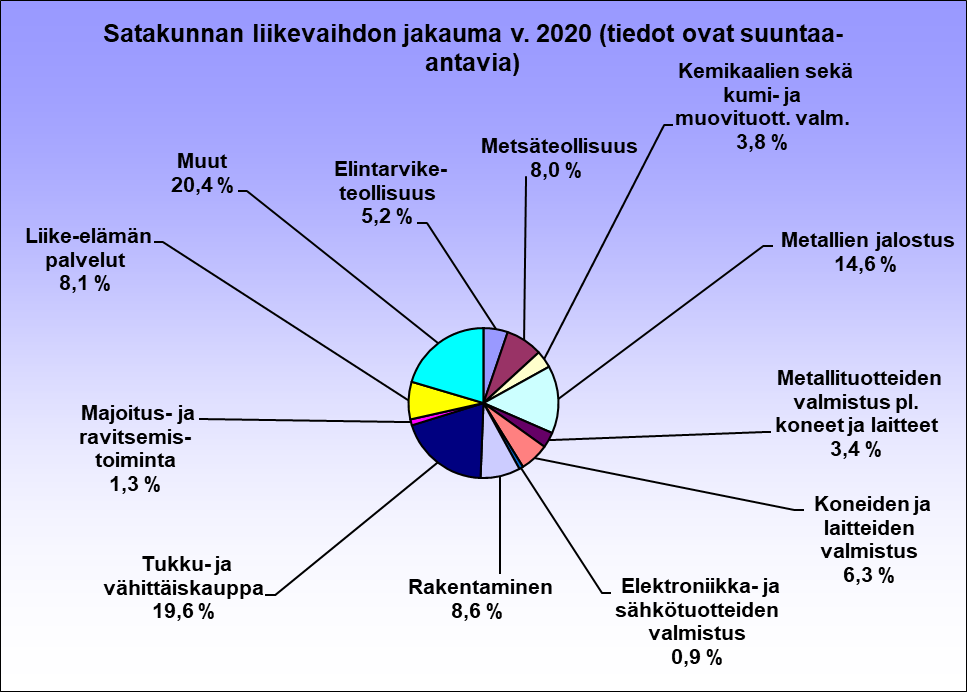 Satakunnan liikevaihdon jakauma v. 2020 (tiedot ovat suuntaa-
antavia)
Kemikaalien sekä
kumi- ja
muovituott. valm.
3,8 %
Metsäteollisuus
8,0 %
Elintarvike-
teollisuus
5,2 %
Muut
20,4 %
Liike-elämän
palvelut
8,1 %
Metallien jalostus
14,6 %
Metallituotteiden
valmistus pl.
koneet ja laitteet
3,4 %
Majoitus- ja
ravitsemis-
toiminta
1,3 %
Koneiden ja
laitteiden
valmistus
6,3 %
Tukku- ja
vähittäiskauppa
19,6 %
Rakentaminen
8,6 %
Elektroniikka- ja
sähkötuotteiden
valmistus
0,9 %